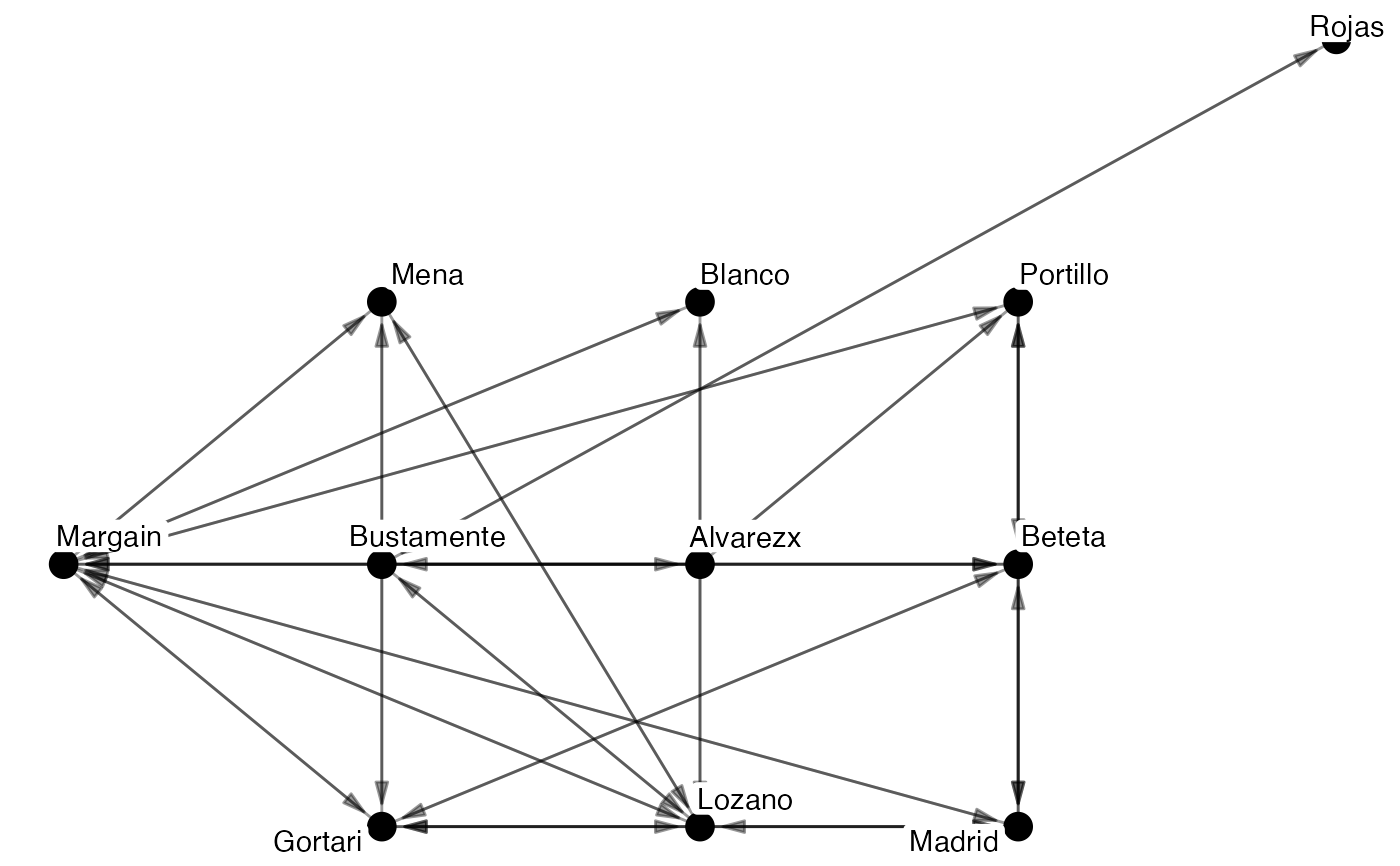 Rojas
Mena
Blanco
Portillo
Margain
Bustamente
Alvarezx
Beteta
Lozano
Gortari
Madrid